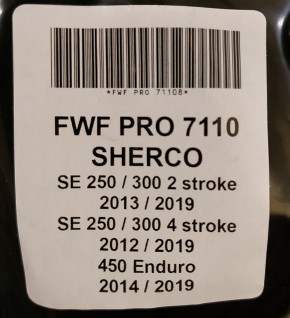 *FWF PRO 7110B*
FWF PRO 7110
SHERCO
SE 250 / 300 2 stroke
2013 / 2019
SE 250 / 300 4 stroke
2012 / 2019
450 Enduro
2014 / 2019